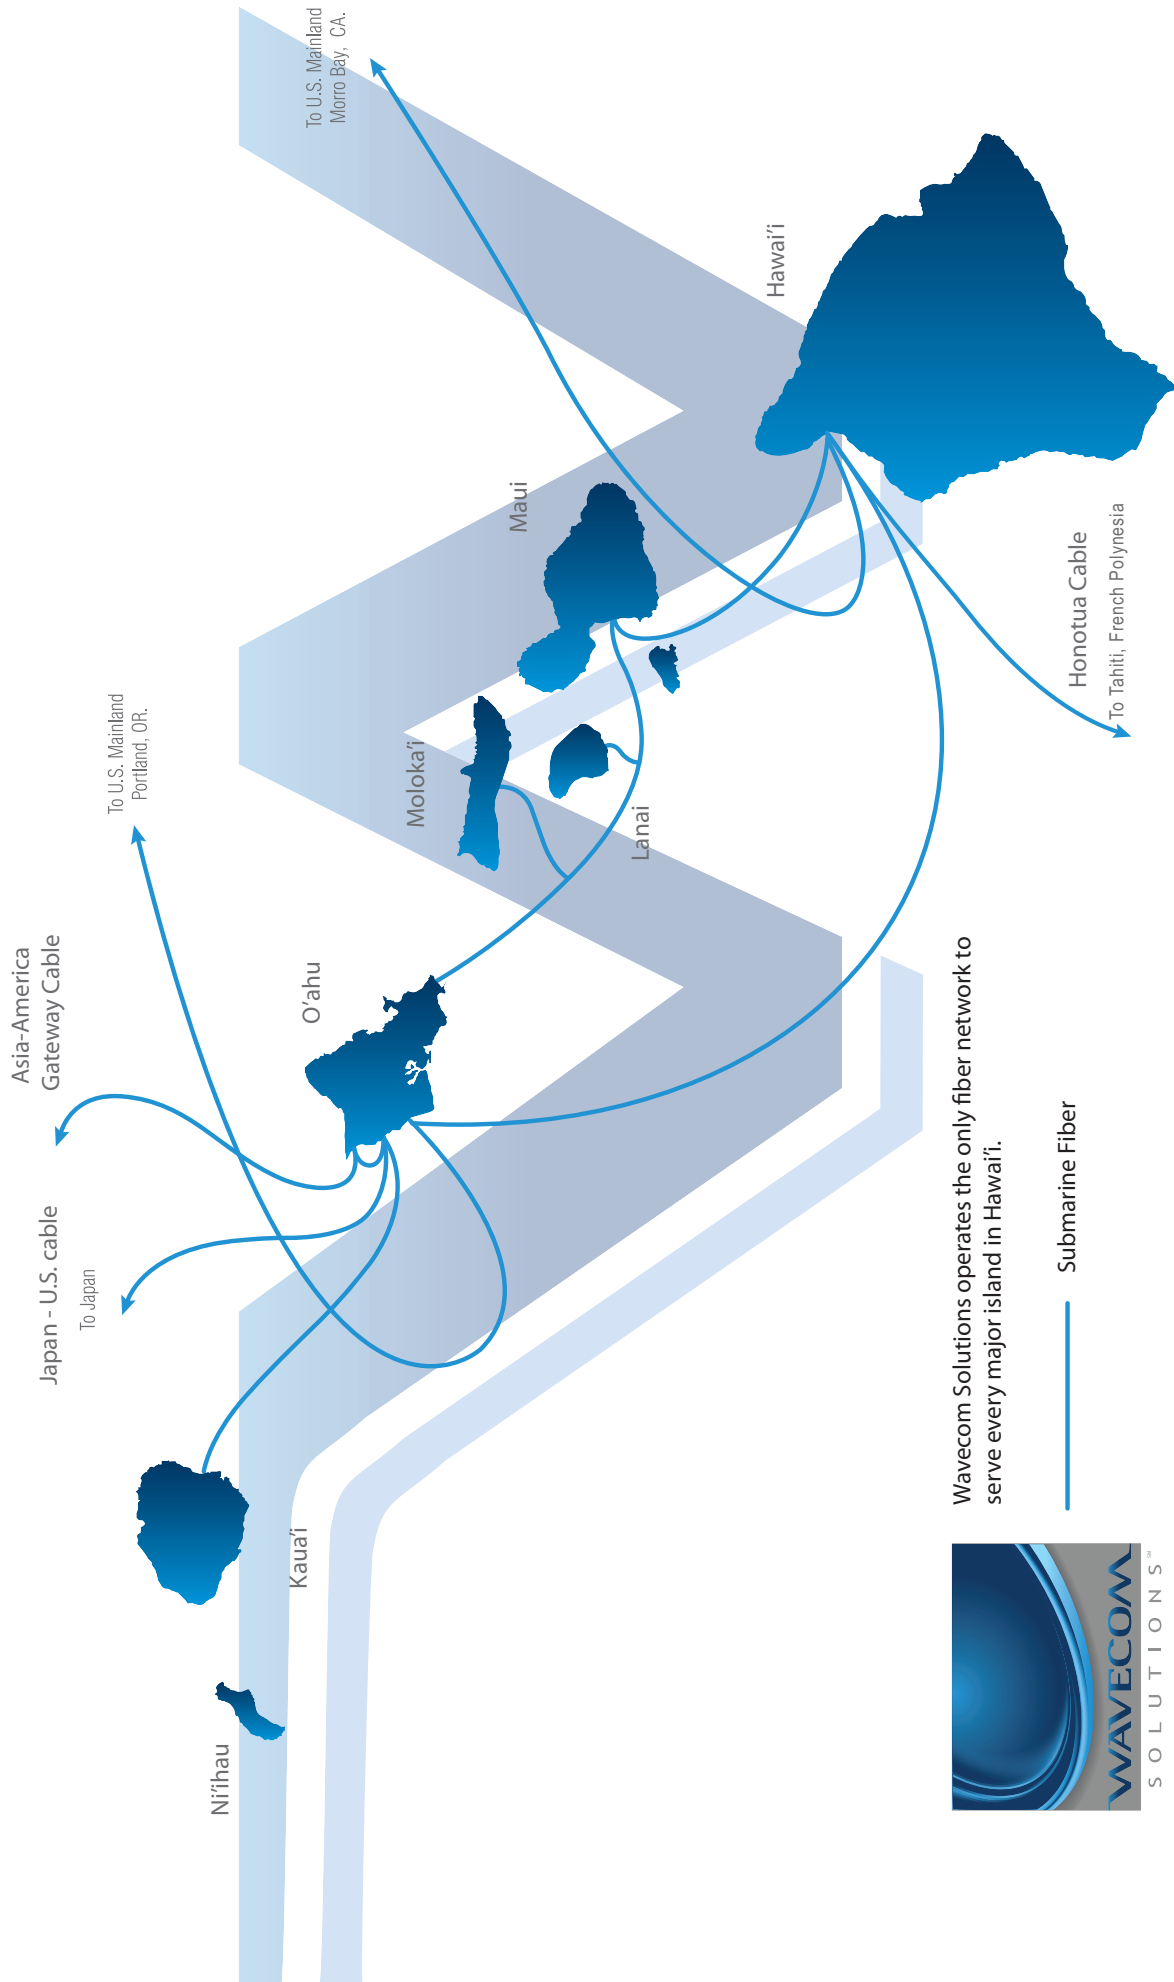 Asia-America
Gateway Cable
Japan - U.S. cable
To Japan
To U.S. Mainland
Portland, OR.
To U.S. Mainland
Morro Bay, CA.
Ni'ihau
Kaua'i
O'ahu
Moloka'i
Lanai
Maui
Hawai'i
Honotua Cable
To Tahiti, French Polynesia
Wavecom Solutions operates the only fiber network to
serve every major island in Hawai'i.
Submarine Fiber
WAVECOM
SOLUTIONS℠